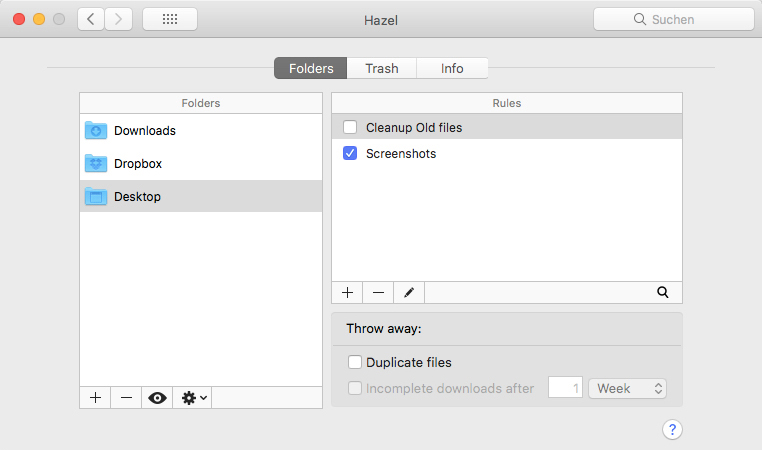 Hazel
Suchen
Folders Trash Info
Folders
Downloads
Dropbox
Desktop
Rules
Cleanup Old files
Screenshots
Throw away:
Duplicate files
Incomplete downloads after 1 Week
?